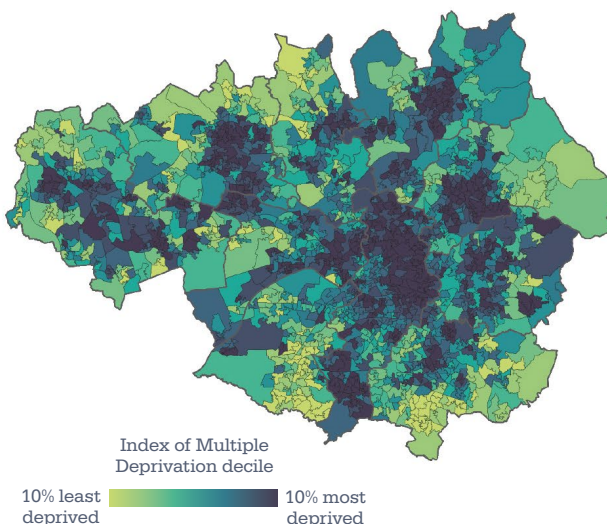 Index of Multiple
Deprivation decile
10% least
deprived
10% most
deprived